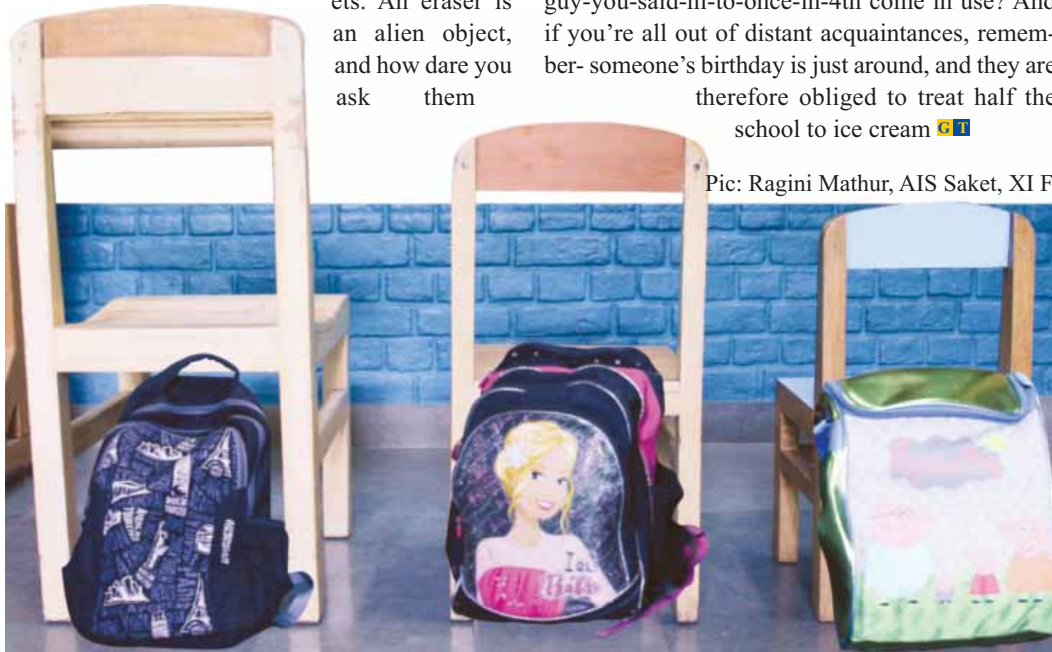 ets. An eraser is
an alien object,
and how dare you
ask them
guy-you-said-hi-to-once-in-4th come in use? And
if you’re all out of distant acquaintances, remem-
ber- someone’s birthday is just around, and they are
therefore obliged to treat half the
school to ice cream GT
Pic: Ragini Mathur, AIS Saket, XI F